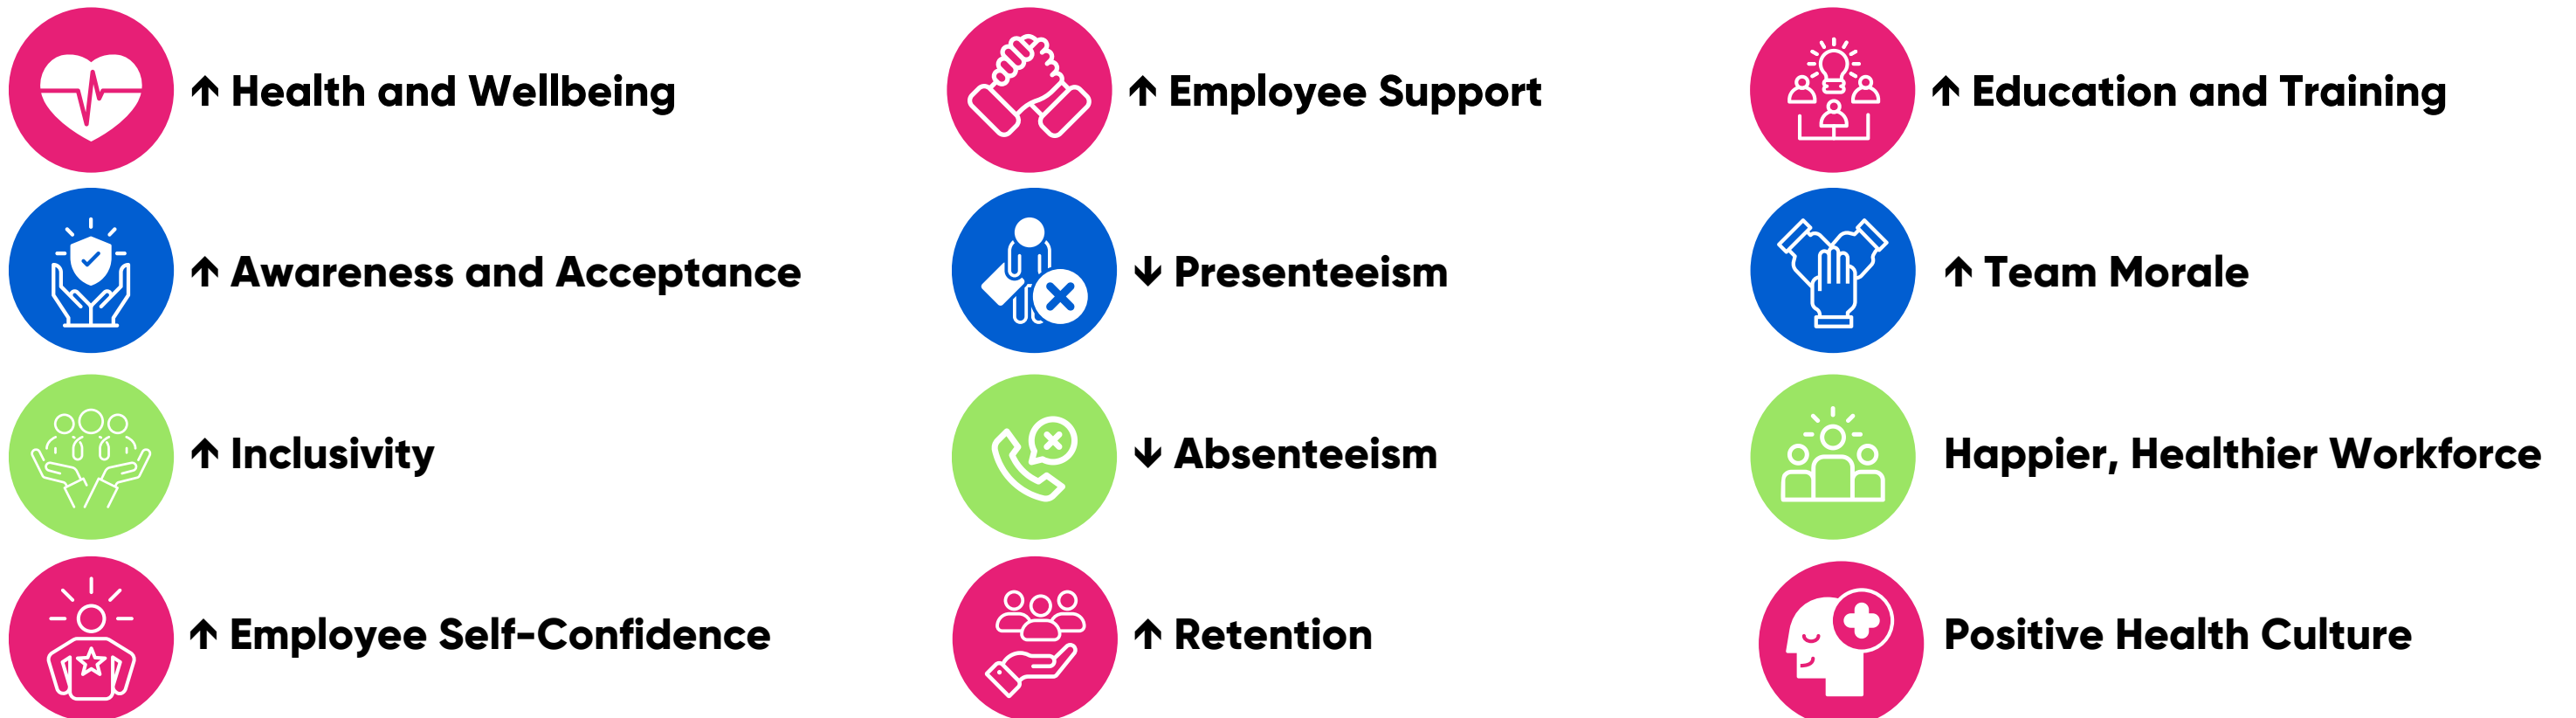 ↑ Health and Wellbeing
↑ Employee Support
↑ Education and Training
↑ Awareness and Acceptance
↓ Presenteeism
↑ Team Morale
↑ Inclusivity
↓ Absenteeism
Happier, Healthier Workforce
↑ Employee Self-Confidence
↑ Retention
Positive Health Culture